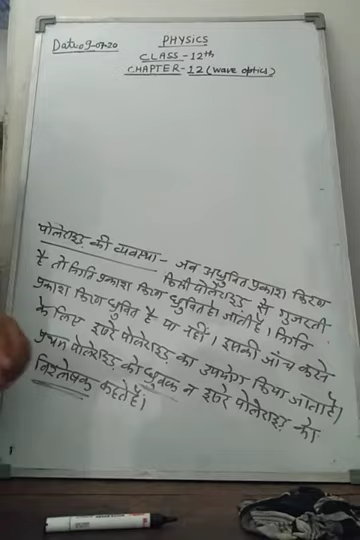 Date:09-07-20
PHYSICS
CLASS-12th
CHAPTER-12 (wave optics)
पोलेराइड की व्यवस्था - जब अध्रुवित प्रकाश किरण
किसी पोलेराइड से गुजरती
है तो निर्गत प्रकाश किरण ध्रुवित हो जाती है। निर्गत
प्रकाश किरण ध्रुवित है या नहीं। इसकी जाँच करने
के लिए दूसरे पोलेराइड का उपयोग किया जाता है।
प्रथम पोलेराइड को ध्रुवक व दूसरे पोलेराइड को
विश्लेषक कहते है।